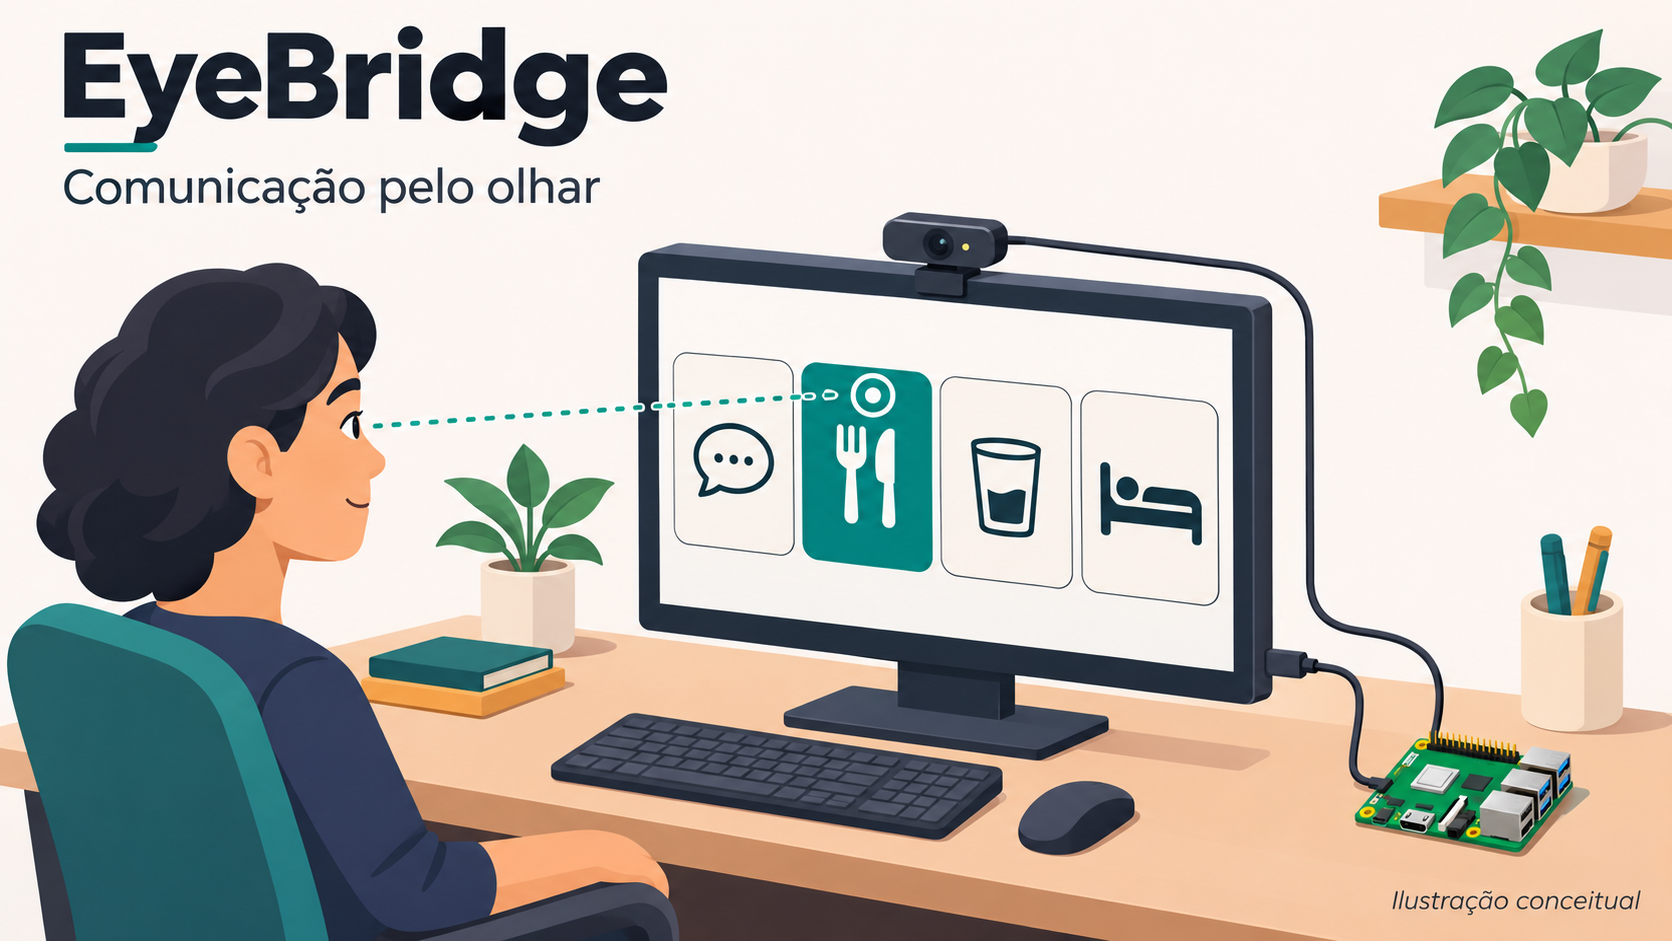 EyeBridge
Comunicação pelo olhar
Ilustração conceitual